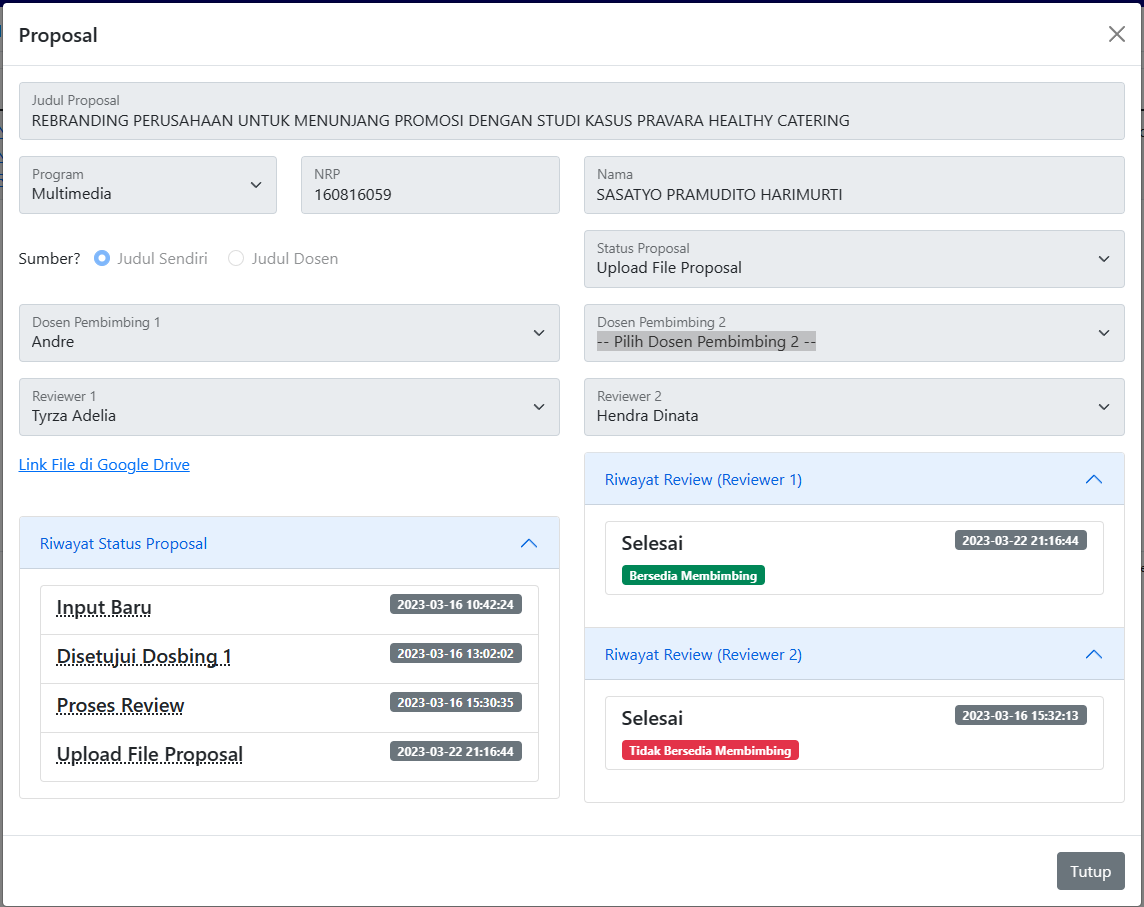 Proposal
Judul Proposal
REBRANDING PERUSAHAAN UNTUK MENUNJANG PROMOSI DENGAN STUDI KASUS PRAVARA HEALTHY CATERING
Program
Multimedia
NRP
160816059
Nama
SASATYO PRAMUDITO HARIMURTI
Sumber? Judul Sendiri Judul Dosen
Status Proposal
Upload File Proposal
Dosen Pembimbing 1
Andre
Dosen Pembimbing 2
-- Pilih Dosen Pembimbing 2 --
Reviewer 1
Tyrza Adelia
Reviewer 2
Hendra Dinata
Link File di Google Drive
Riwayat Status Proposal
Input Baru 2023-03-16 10:42:24
Disetujui Dosbing 1 2023-03-16 13:02:02
Proses Review 2023-03-16 15:30:35
Upload File Proposal 2023-03-22 21:16:44
Riwayat Review (Reviewer 1)
Selesai 2023-03-22 21:16:44
Bersedia Membimbing
Riwayat Review (Reviewer 2)
Selesai 2023-03-16 15:32:13
Tidak Bersedia Membimbing
Tutup